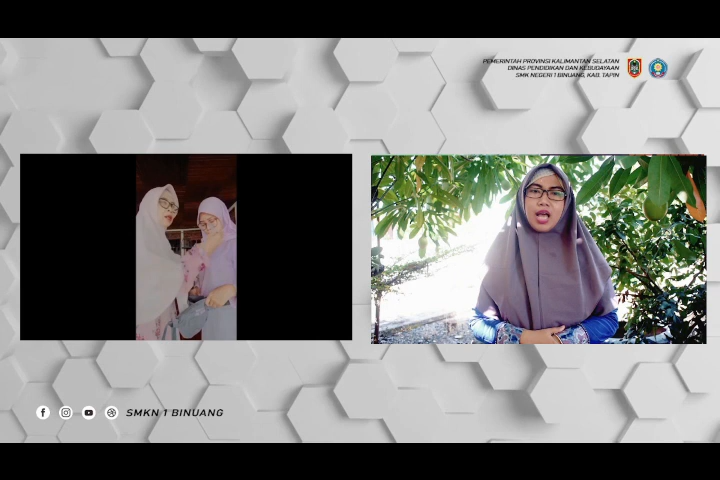 PEMERINTAH PROVINSI KALIMANTAN SELATAN
DINAS PENDIDIKAN DAN KEBUDAYAAN
SMK NEGERI 1 BINUANG, KAB. TAPIN
SMKN 1 BINUANG